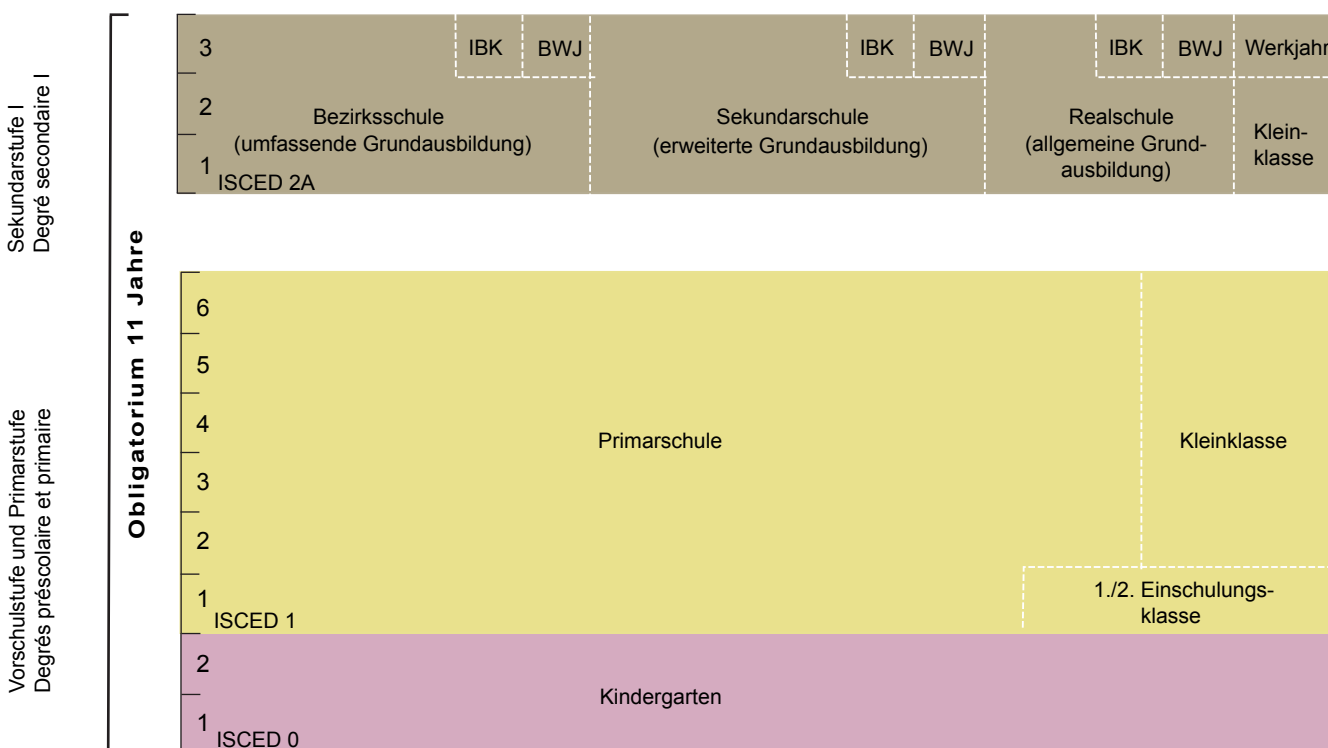 Sekundarstufe I
Degré secondaire I
Vorschulstufe und Primarstufe
Degrés préscolaire et primaire
Obligatorium 11 Jahre
3
IBK
BWJ
IBK
BWJ
IBK
BWJ
Werkjahr
2
1
Bezirksschule
(umfassende Grundausbildung)
Sekundarschule
(erweiterte Grundausbildung)
Realschule
(allgemeine Grund-
ausbildung)
Klein-
klasse
ISCED 2A
6
5
4
3
2
1
Primarschule
Kleinklasse
1./2. Einschulungs-
klasse
ISCED 1
2
1
Kindergarten
ISCED 0